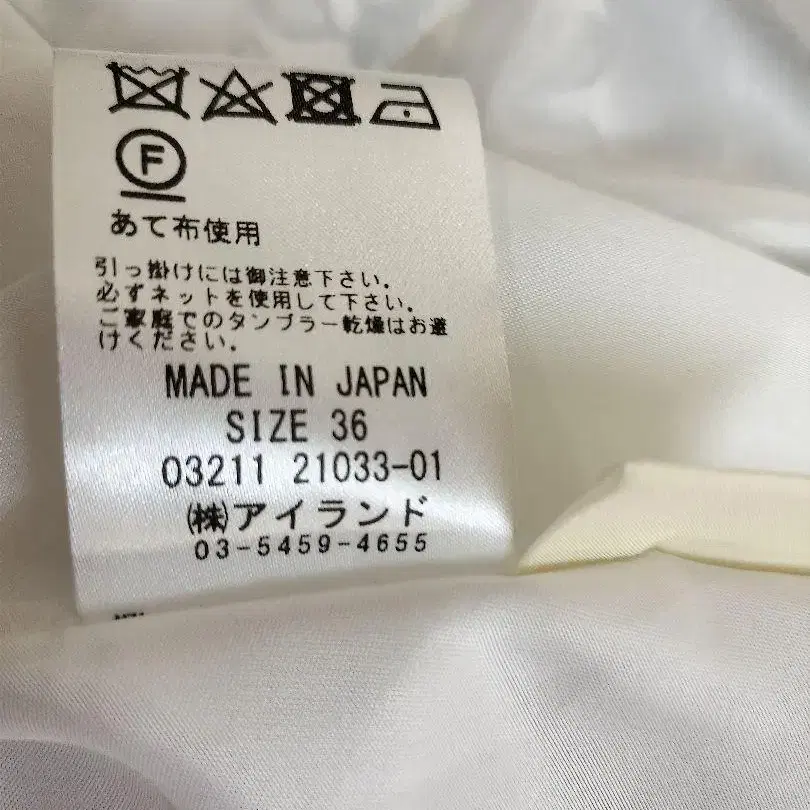 F
あて布使用
引っ掛けには御注意下さい.
必ずネットを使用して下さい.
ご家庭でのタンブラー乾燥はお避
けください.
MADE IN JAPAN
SIZE 36
03211 21033-01
㈱アイランド
03-5459-4655